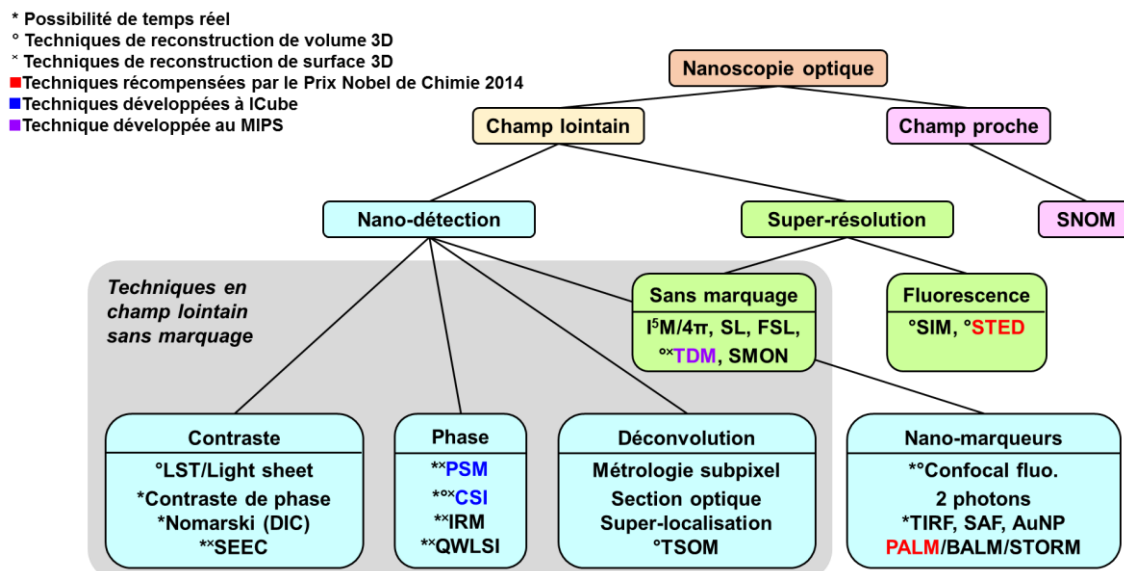 * Possibilité de temps réel
° Techniques de reconstruction de volume 3D
ˣ Techniques de reconstruction de surface 3D
Techniques récompensées par le Prix Nobel de Chimie 2014
Techniques développées à ICube
Technique développée au MIPS
Nanoscopie optique
Champ lointain
Champ proche
Nano-détection
Super-résolution
SNOM
Techniques en
champ lointain
sans marquage
Sans marquage
I⁵M/4π, SL, FSL,
°ˣTDM, SMON
Fluorescence
°SIM, °STED
Contraste
°LST/Light sheet
*Contraste de phase
*Nomarski (DIC)
*ˣSEEC
Phase
*ˣPSM
*°ˣCSI
*ˣIRM
*ˣQWLSI
Déconvolution
Métrologie subpixel
Section optique
Super-localisation
°TSOM
Nano-marqueurs
*°Confocal fluo.
2 photons
*TIRF, SAF, AuNP
PALM/BALM/STORM